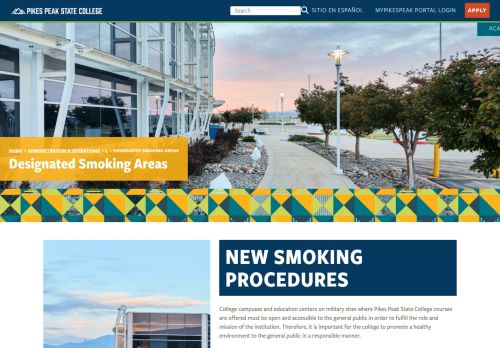 PIKES PEAK STATE COLLEGE
Search
SITIO EN ESPAÑOL
MYPIKESPEAK PORTAL LOGIN
APPLY
ACA
HOME > ADMINISTRATION & OPERATIONS > > DESIGNATED SMOKING AREAS
Designated Smoking Areas
NEW SMOKING
PROCEDURES
College campuses and education centers on military sites where Pikes Peak State College courses
are offered must be open and accessible to the general public in order to fulfill the role and
mission of the institution. Therefore, it is important for the college to promote a healthy
environment to the general public in a responsible manner.